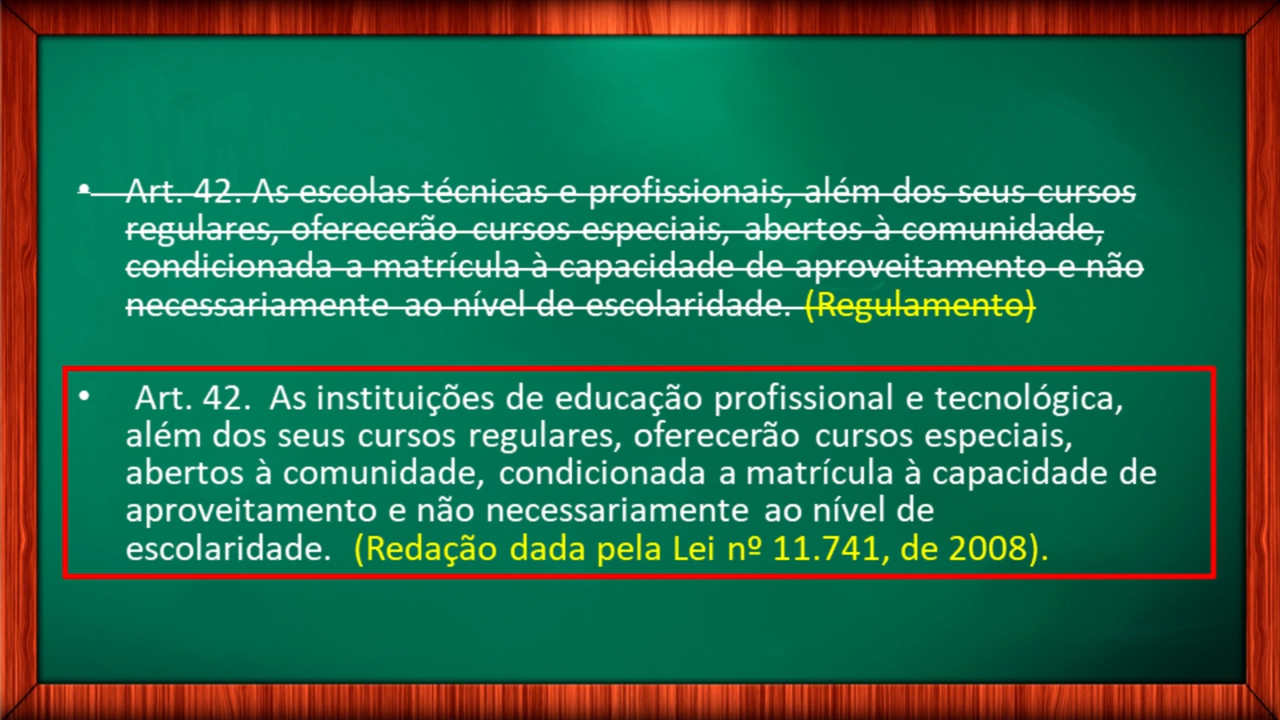 • Art. 42. As escolas técnicas e profissionais, além dos seus cursos
regulares, oferecerão cursos especiais, abertos à comunidade,
condicionada a matrícula à capacidade de aproveitamento e não
necessariamente ao nível de escolaridade. (Regulamento)
• Art. 42. As instituições de educação profissional e tecnológica,
além dos seus cursos regulares, oferecerão cursos especiais,
abertos à comunidade, condicionada a matrícula à capacidade de
aproveitamento e não necessariamente ao nível de
escolaridade. (Redação dada pela Lei nº 11.741, de 2008).